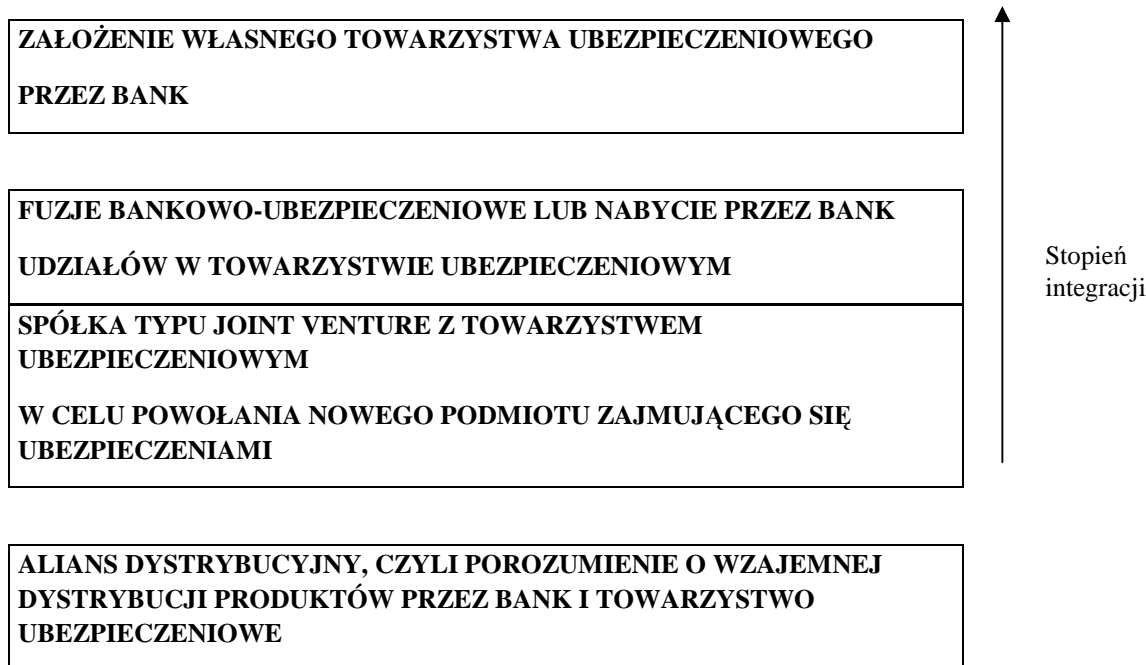 ZAŁOŻENIE WŁASNEGO TOWARZYSTWA UBEZPIECZENIOWEGO
PRZEZ BANK
FUZJE BANKOWO-UBEZPIECZENIOWE LUB NABYCIE PRZEZ BANK
UDZIAŁÓW W TOWARZYSTWIE UBEZPIECZENIOWYM
SPÓŁKA TYPU JOINT VENTURE Z TOWARZYSTWEM
UBEZPIECZENIOWYM
W CELU POWOŁANIA NOWEGO PODMIOTU ZAJMUJĄCEGO SIĘ
UBEZPIECZENIAMI
ALIANS DYSTRYBUCYJNY, CZYLI POROZUMIENIE O WZAJEMNEJ
DYSTRYBUCJI PRODUKTÓW PRZEZ BANK I TOWARZYSTWO
UBEZPIECZENIOWE
Stopień
integracji